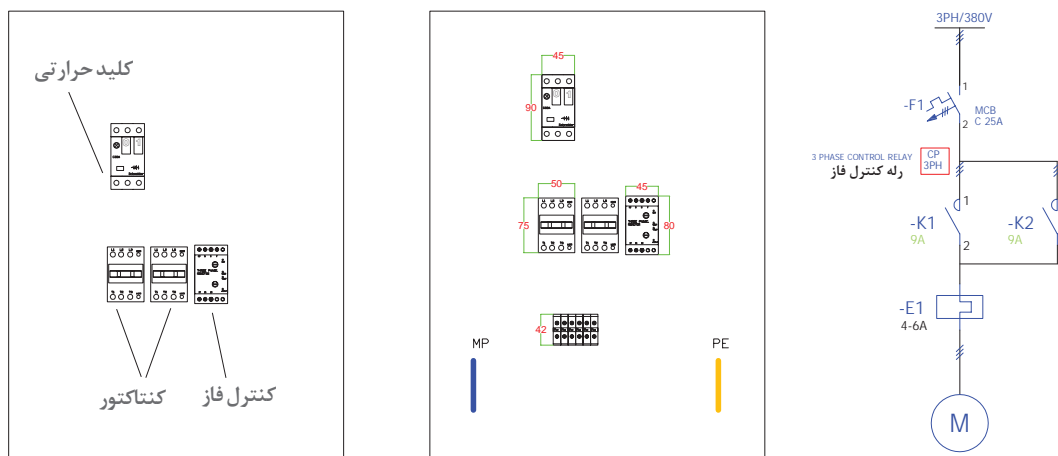 کلید حرارتی
کنتاکتور
کنترل فاز
45
90
50
75
45
80
42
MP
PE
3PH/380V
1
-F1
MCB
C 25A
2
3 PHASE CONTROL RELAY
رله کنترل فاز
CP
3PH
1
-K1
9A
2
-K2
9A
-E1
4-6A
M